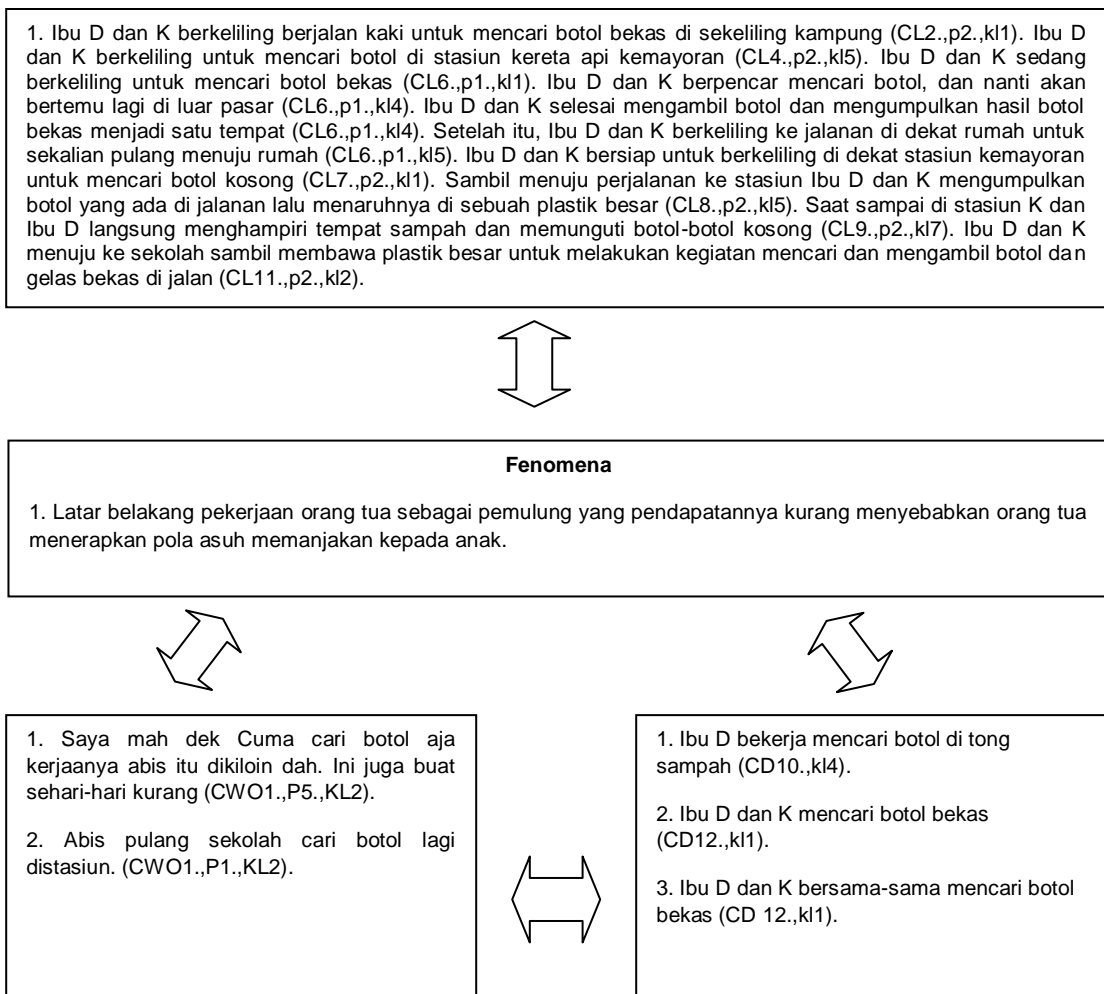 1. Ibu D dan K berkeliling berjalan kaki untuk mencari botol bekas di sekeliling kampung (CL2.,p2.,kl1). Ibu D
dan K berkeliling untuk mencari botol di stasiun kereta api kemayoran (CL4.,p2.,kl5). Ibu D dan K sedang
berkeliling untuk mencari botol bekas (CL6.,p1.,kl1). Ibu D dan K berpencar mencari botol, dan nanti akan
bertemu lagi di luar pasar (CL6.,p1.,kl4). Ibu D dan K selesai mengambil botol dan mengumpulkan hasil botol
bekas menjadi satu tempat (CL6.,p1.,kl4). Setelah itu, Ibu D dan K berkeliling ke jalanan di dekat rumah untuk
sekalian pulang menuju rumah (CL6.,p1.,kl5). Ibu D dan K bersiap untuk berkeliling di dekat stasiun kemayoran
untuk mencari botol kosong (CL7.,p2.,kl1). Sambil menuju perjalanan ke stasiun Ibu D dan K mengumpulkan
botol yang ada di jalanan lalu menaruhnya di sebuah plastik besar (CL8.,p2.,kl5). Saat sampai di stasiun K dan
Ibu D langsung menghampiri tempat sampah dan memunguti botol-botol kosong (CL9.,p2.,kl7). Ibu D dan K
menuju ke sekolah sambil membawa plastik besar untuk melakukan kegiatan mencari dan mengambil botol dan
gelas bekas di jalan (CL11.,p2.,kl2).
Fenomena
1. Latar belakang pekerjaan orang tua sebagai pemulung yang pendapatannya kurang menyebabkan orang tua
menerapkan pola asuh memanjakan kepada anak.
1. Saya mah dek Cuma cari botol aja
kerjaanya abis itu dikiloin dah. Ini juga buat
sehari-hari kurang (CWO1.,P5.,KL2).
2. Abis pulang sekolah cari botol lagi
distasiun. (CWO1.,P1.,KL2).
1. Ibu D bekerja mencari botol di tong
sampah (CD10.,kl4).
2. Ibu D dan K mencari botol bekas
(CD12.,kl1).
3. Ibu D dan K bersama-sama mencari botol
bekas (CD 12.,kl1).